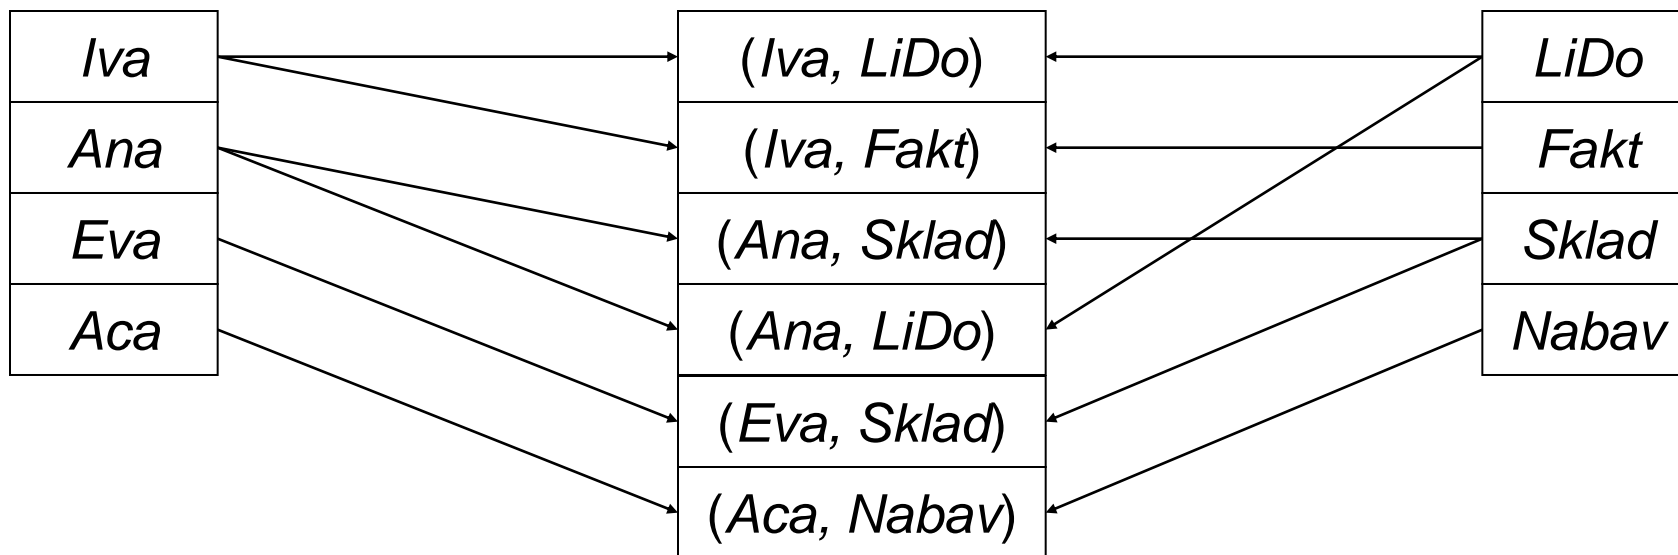 Iva
Ana
Eva
Aca
(Iva, LiDo)
(Iva, Fakt)
(Ana, Sklad)
(Ana, LiDo)
(Eva, Sklad)
(Aca, Nabav)
LiDo
Fakt
Sklad
Nabav